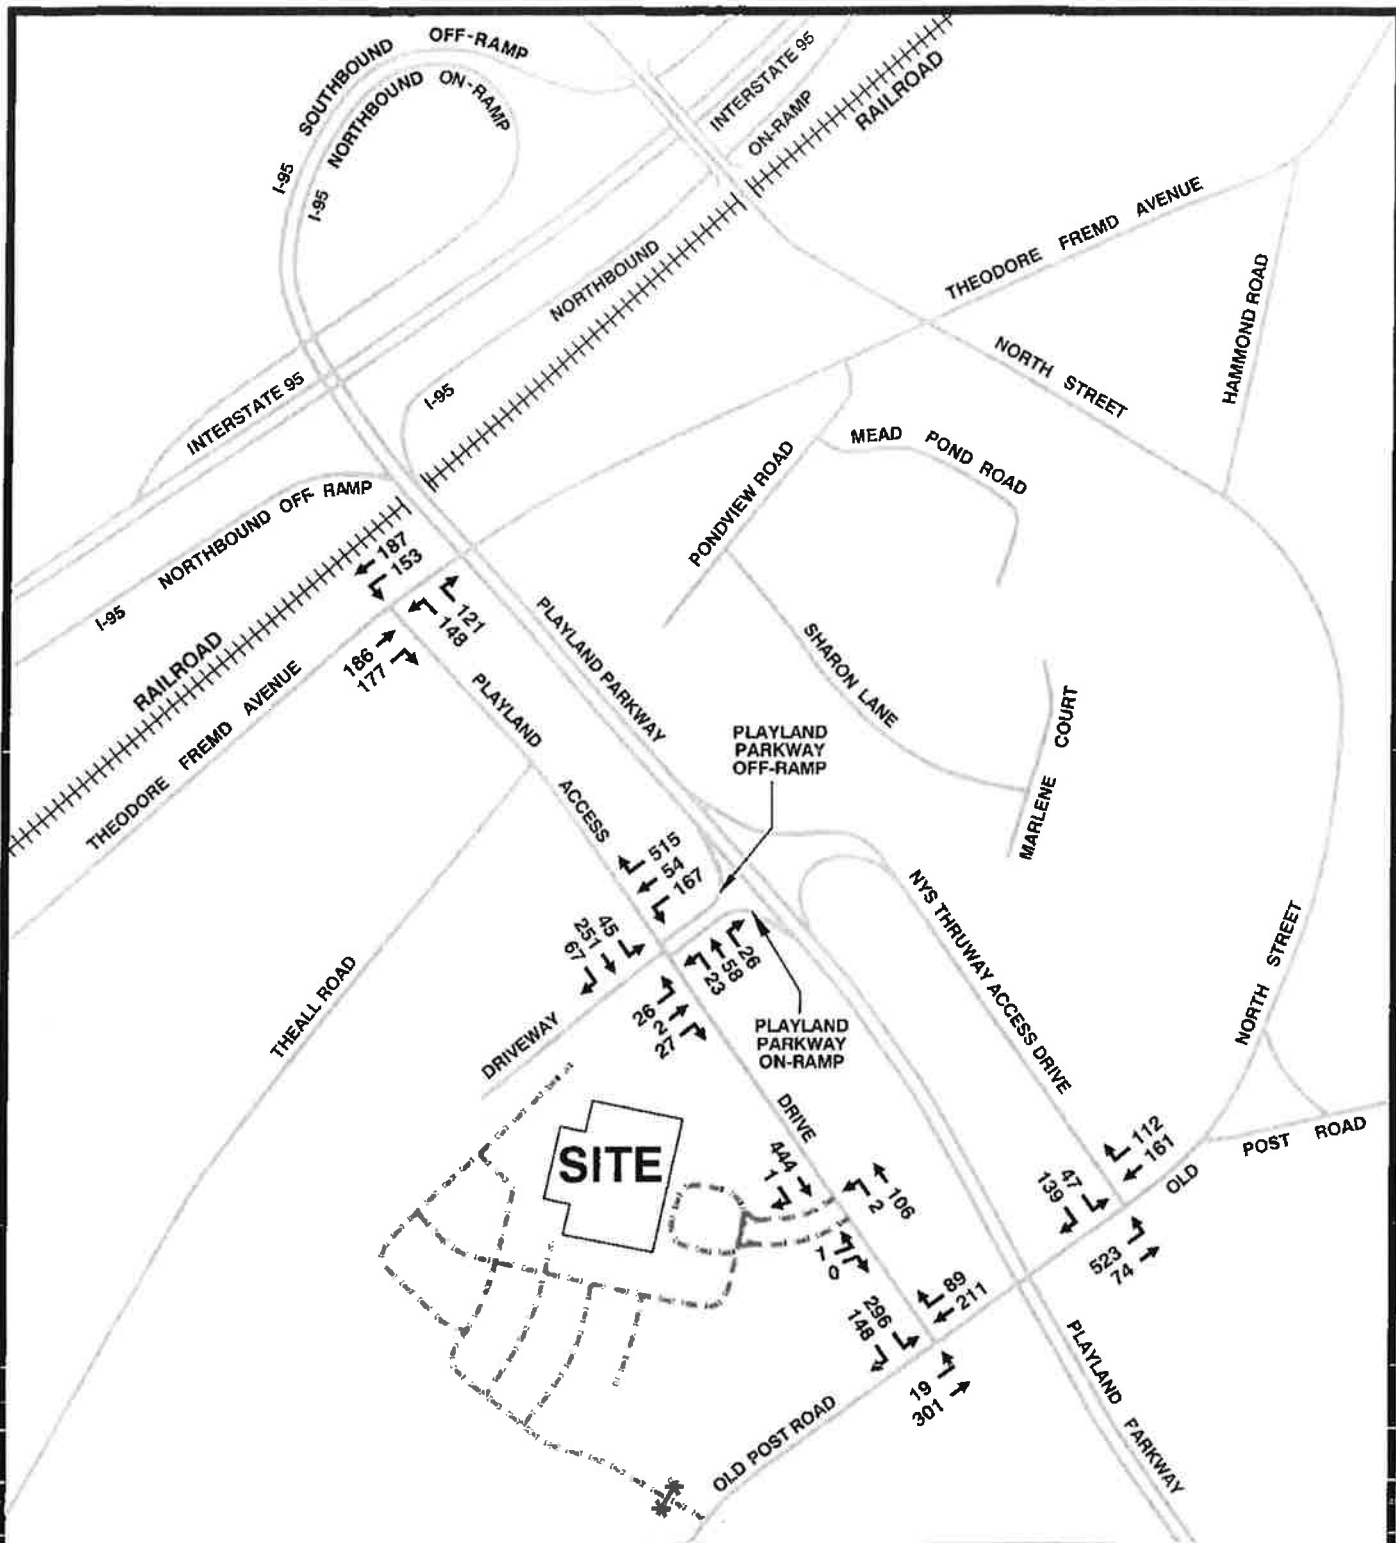 OFF-RAMP
SOUTHBOUND
I-95
ON-RAMP
NORTHBOUND
I-95
INTERSTATE 95
ON-RAMP
RAILROAD
THEODORE FREMD AVENUE
NORTHBOUND
I-95
HAMMOND ROAD
NORTH STREET
INTERSTATE 95
MEAD POND ROAD
PONDVIEW ROAD
I-95 NORTHBOUND OFF-RAMP
187
153
121
148
186
177
RAILROAD
THEODORE FREMD AVENUE
PLAYLAND PARKWAY
SHARON LANE
MARLENE COURT
PLAYLAND ACCESS DRIVE
PLAYLAND
PARKWAY
OFF-RAMP
515
54
167
45
251
67
26
58
23
26
2
27
NYS THRUWAY ACCESS DRIVE
NORTH STREET
THEALL ROAD
DRIVEWAY
PLAYLAND
PARKWAY
ON-RAMP
SITE
444
1
106
2
1
0
112
161
47
139
523
74
OLD POST ROAD
89
211
296
148
19
301
OLD POST ROAD
PLAYLAND PARKWAY